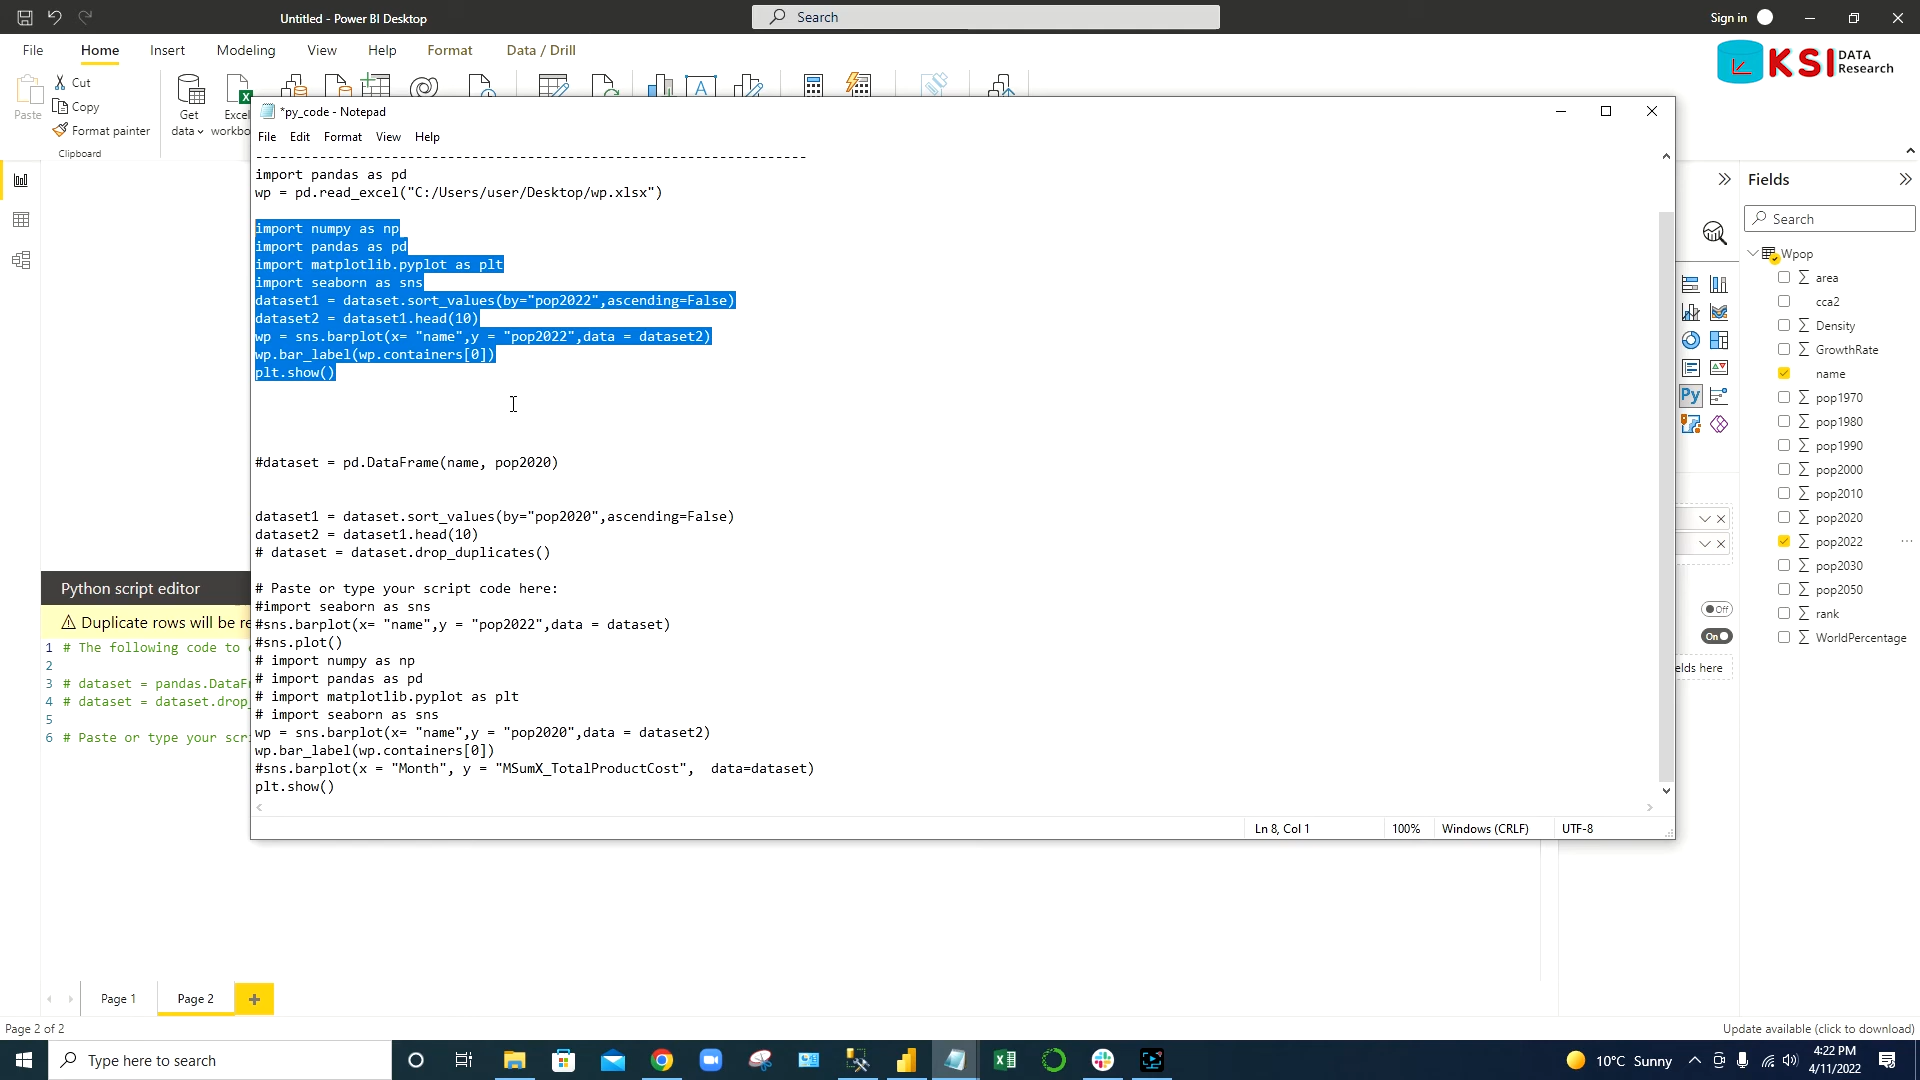 Untitled - Power BI Desktop
Search
Sign in
File
Home
Insert
Modeling
View
Help
Format
Data / Drill
KSI DATA Research
Paste
Cut
Copy
Format painter
Clipboard
Get data
Excel
*py_code - Notepad
File Edit Format View Help
---------------------------------------------------------------------
import pandas as pd
wp = pd.read_excel("C:/Users/user/Desktop/wp.xlsx")
import numpy as np
import pandas as pd
import matplotlib.pyplot as plt
import seaborn as sns
dataset1 = dataset.sort_values(by="pop2022",ascending=False)
dataset2 = dataset1.head(10)
wp = sns.barplot(x= "name",y = "pop2022",data = dataset2)
wp.bar_label(wp.containers[0])
plt.show()
#dataset = pd.DataFrame(name, pop2020)
dataset1 = dataset.sort_values(by="pop2020",ascending=False)
dataset2 = dataset1.head(10)
# dataset = dataset.drop_duplicates()
# Paste or type your script code here:
#import seaborn as sns
#sns.barplot(x= "name",y = "pop2022",data = dataset)
#sns.plot()
# import numpy as np
# import pandas as pd
# import matplotlib.pyplot as plt
# import seaborn as sns
wp = sns.barplot(x= "name",y = "pop2020",data = dataset2)
wp.bar_label(wp.containers[0])
#sns.barplot(x = "Month", y = "MSumX_TotalProductCost",  data=dataset)
plt.show()
Ln 8, Col 1
100%
Windows (CRLF)
UTF-8
Python script editor
Duplicate rows will be re
1 # The following code to
2
3 # dataset = pandas.DataF
4 # dataset = dataset.drop_
5
6 # Paste or type your scr
Py
Off
On
elds here
Fields
Search
Wpop
area
cca2
Density
GrowthRate
name
pop1970
pop1980
pop1990
pop2000
pop2010
pop2020
pop2022
pop2030
pop2050
rank
WorldPercentage
Page 1
Page 2
Page 2 of 2
Update available (click to download)
Type here to search
10°C Sunny
4:22 PM
4/11/2022